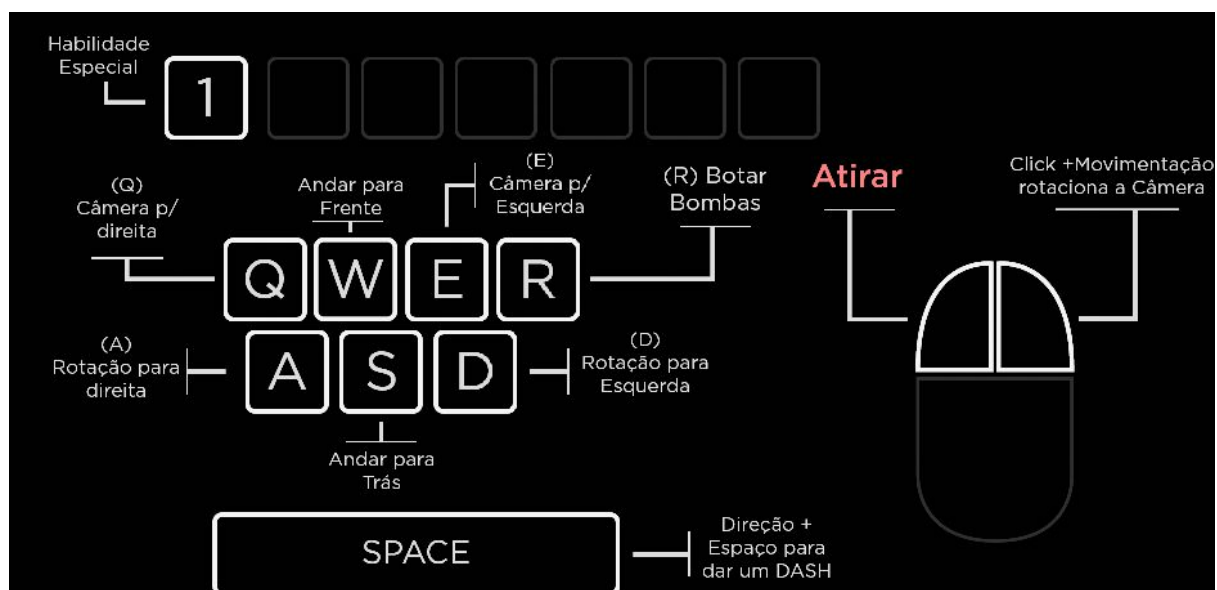 Habilidade
Especial
1
(Q)
Câmera p/
direita
Andar para
Frente
(E)
Câmera p/
Esquerda
(R) Botar
Bombas
Atirar
Click +Movimentação
rotaciona a Câmera
Q W E R
(A)
Rotação para
direita
A S D
(D)
Rotação para
Esquerda
Andar para
Trás
SPACE
Direção +
Espaço para
dar um DASH